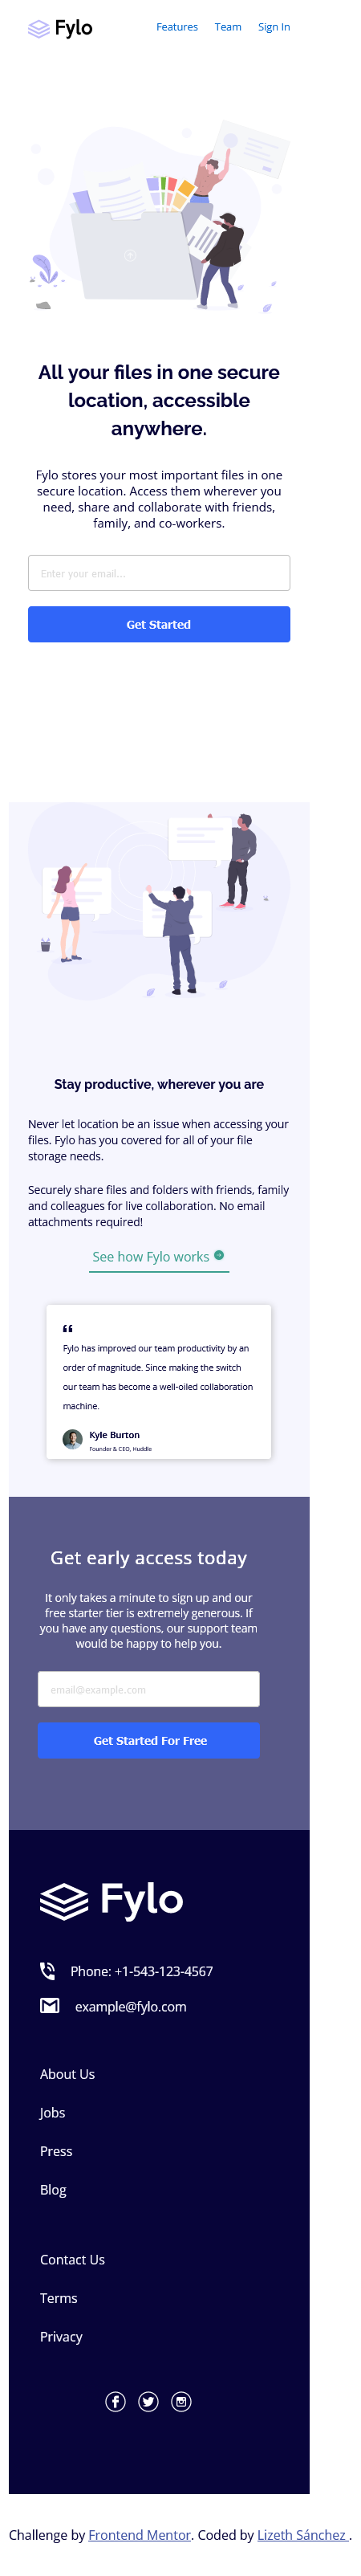 Fylo
Features Team Sign In
All your files in one secure
location, accessible
anywhere.
Fylo stores your most important files in one
secure location. Access them wherever you
need, share and collaborate with friends,
family, and co-workers.
Enter your email...
Get Started
Stay productive, wherever you are
Never let location be an issue when accessing your
files. Fylo has you covered for all of your file
storage needs.
Securely share files and folders with friends, family
and colleagues for live collaboration. No email
attachments required!
See how Fylo works
Fylo has improved our team productivity by an
order of magnitude. Since making the switch
our team has become a well-oiled collaboration
machine.
Kyle Burton
Founder & CEO, Huddle
Get early access today
It only takes a minute to sign up and our
free starter tier is extremely generous. If
you have any questions, our support team
would be happy to help you.
email@example.com
Get Started For Free
Fylo
Phone: +1-543-123-4567
example@fylo.com
About Us
Jobs
Press
Blog
Contact Us
Terms
Privacy
Challenge by Frontend Mentor. Coded by Lizeth Sánchez .